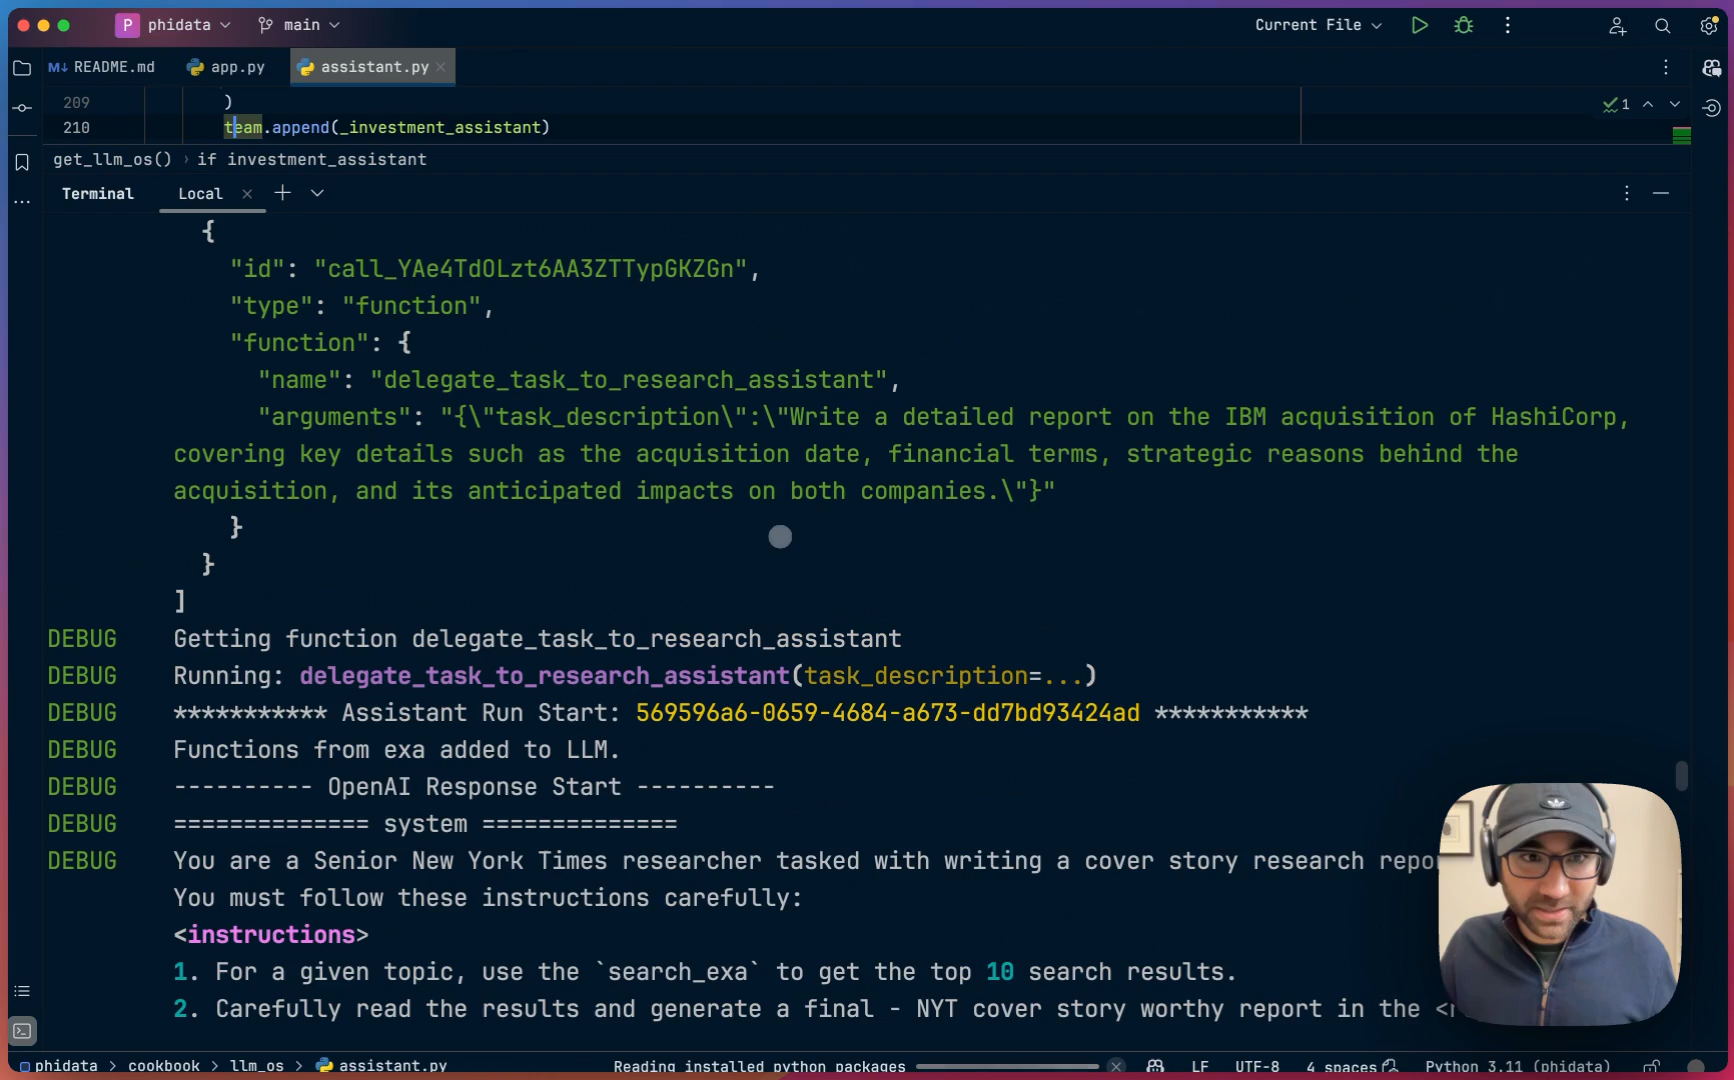 P phidata main Current File
M↓ README.md app.py assistant.py
209 )
1
210 team.append(_investment_assistant)
get_llm_os() › if investment_assistant
Terminal Local
{
"id": "call_YAe4TdOLzt6AA3ZTTypGKZGn",
"type": "function",
"function": {
"name": "delegate_task_to_research_assistant",
"arguments": "{\"task_description\":\"Write a detailed report on the IBM acquisition of HashiCorp,
covering key details such as the acquisition date, financial terms, strategic reasons behind the
acquisition, and its anticipated impacts on both companies.\"}"
}
}
]
DEBUG Getting function delegate_task_to_research_assistant
DEBUG Running: delegate_task_to_research_assistant(task_description=...)
DEBUG *********** Assistant Run Start: 569596a6-0659-4684-a673-dd7bd93424ad ***********
DEBUG Functions from exa added to LLM.
DEBUG ---------- OpenAI Response Start ----------
DEBUG ============== system ==============
DEBUG You are a Senior New York Times researcher tasked with writing a cover story research repo
You must follow these instructions carefully:
<instructions>
1. For a given topic, use the `search_exa` to get the top 10 search results.
2. Carefully read the results and generate a final - NYT cover story worthy report in the <r
phidata > cookbook > llm_os > assistant.py Reading installed python packages LF UTF-8 4 spaces Python 3.11 (phidata)